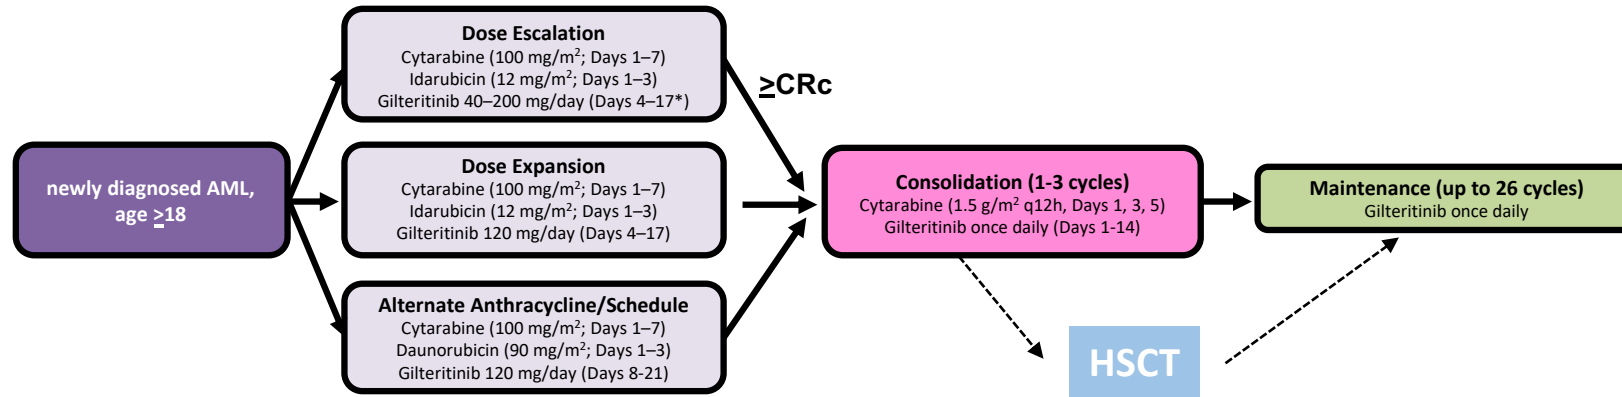 newly diagnosed AML,
age ≥18
Dose Escalation
Cytarabine (100 mg/m²; Days 1–7)
Idarubicin (12 mg/m²; Days 1–3)
Gilteritinib 40–200 mg/day (Days 4–17*)
Dose Expansion
Cytarabine (100 mg/m²; Days 1–7)
Idarubicin (12 mg/m²; Days 1–3)
Gilteritinib 120 mg/day (Days 4–17)
Alternate Anthracycline/Schedule
Cytarabine (100 mg/m²; Days 1–7)
Daunorubicin (90 mg/m²; Days 1–3)
Gilteritinib 120 mg/day (Days 8-21)
≥CRc
Consolidation (1-3 cycles)
Cytarabine (1.5 g/m² q12h, Days 1, 3, 5)
Gilteritinib once daily (Days 1-14)
HSCT
Maintenance (up to 26 cycles)
Gilteritinib once daily